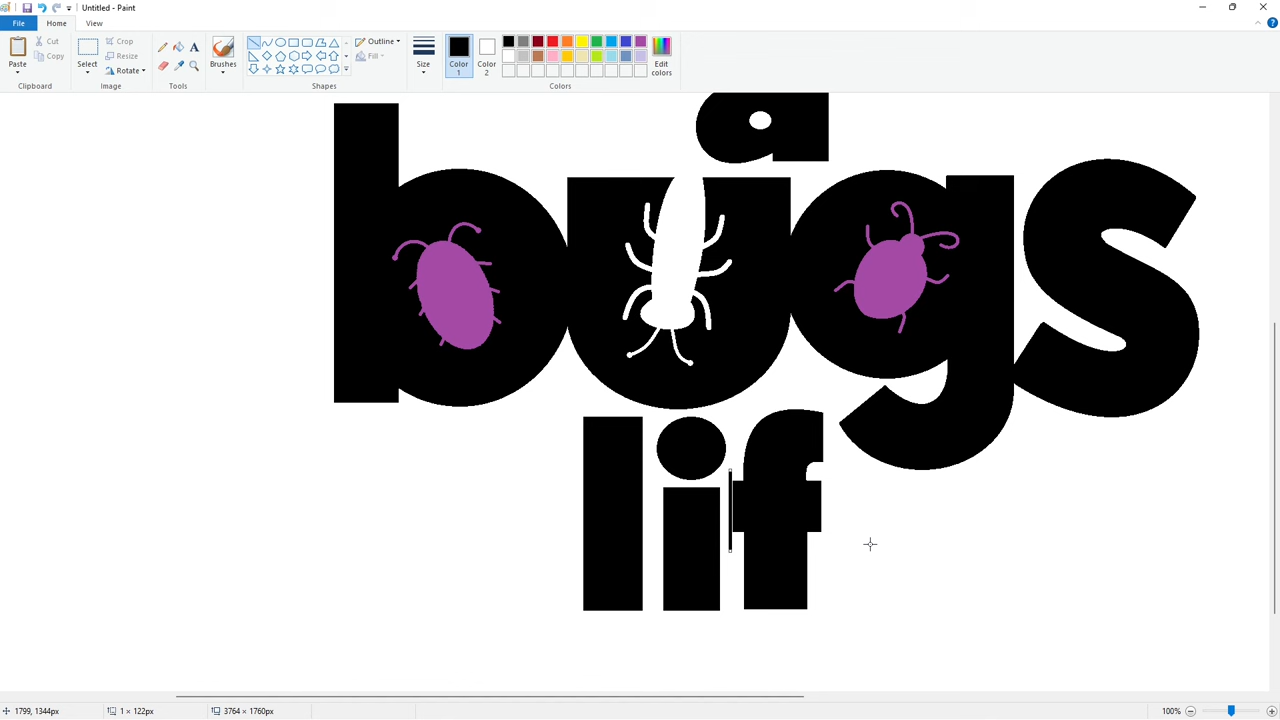 Untitled - Paint
File Home View
Paste
Cut
Copy
Clipboard
Select
Crop
Resize
Rotate
Image
Tools
Brushes
Outline
Fill
Shapes
Size
Color 1
Color 2
Edit colors
Colors
a
bugs
lif
1799, 1344px
1 × 122px
3764 × 1760px
100%